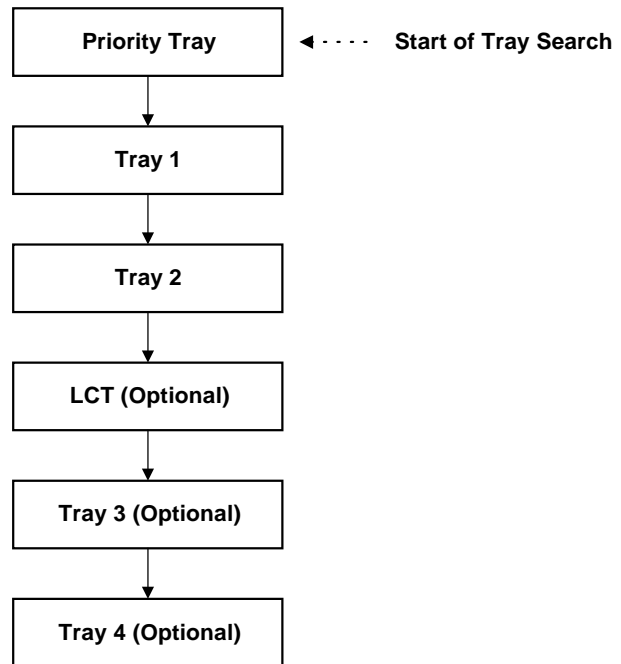 Priority Tray
Start of Tray Search
Tray 1
Tray 2
LCT (Optional)
Tray 3 (Optional)
Tray 4 (Optional)